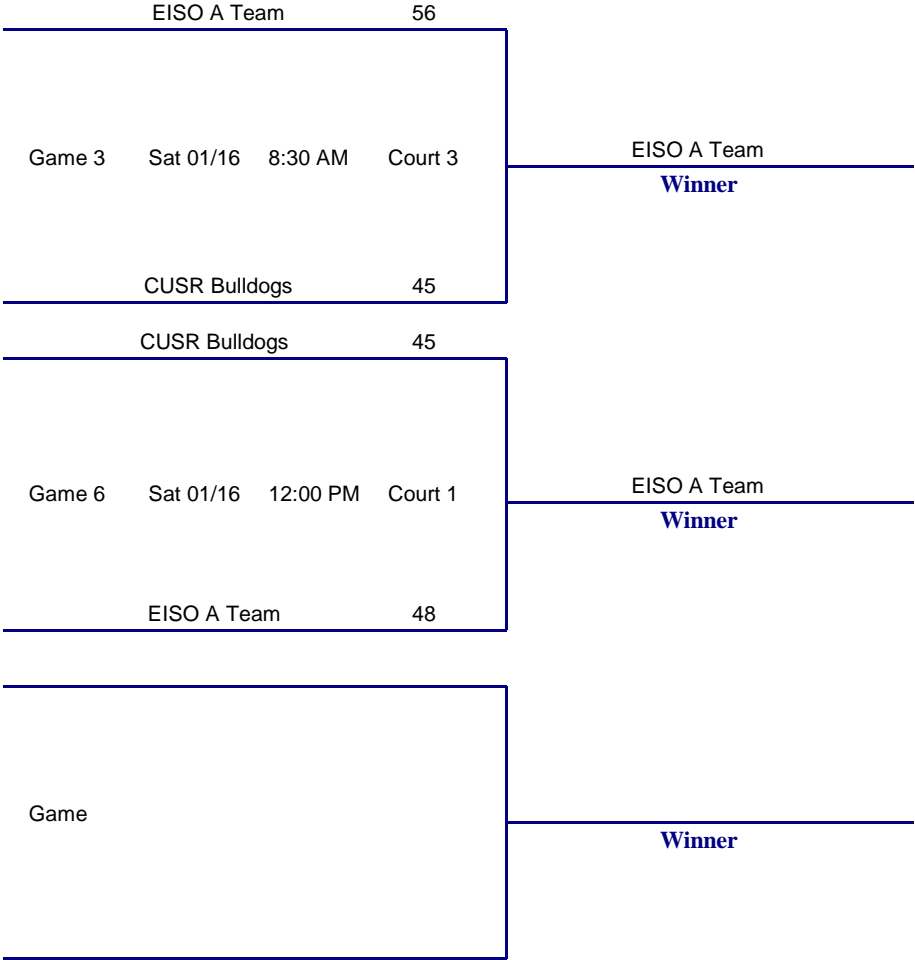 EISO A Team 56
Game 3 Sat 01/16 8:30 AM Court 3
EISO A Team
Winner
CUSR Bulldogs 45
CUSR Bulldogs 45
Game 6 Sat 01/16 12:00 PM Court 1
EISO A Team
Winner
EISO A Team 48
Game
Winner